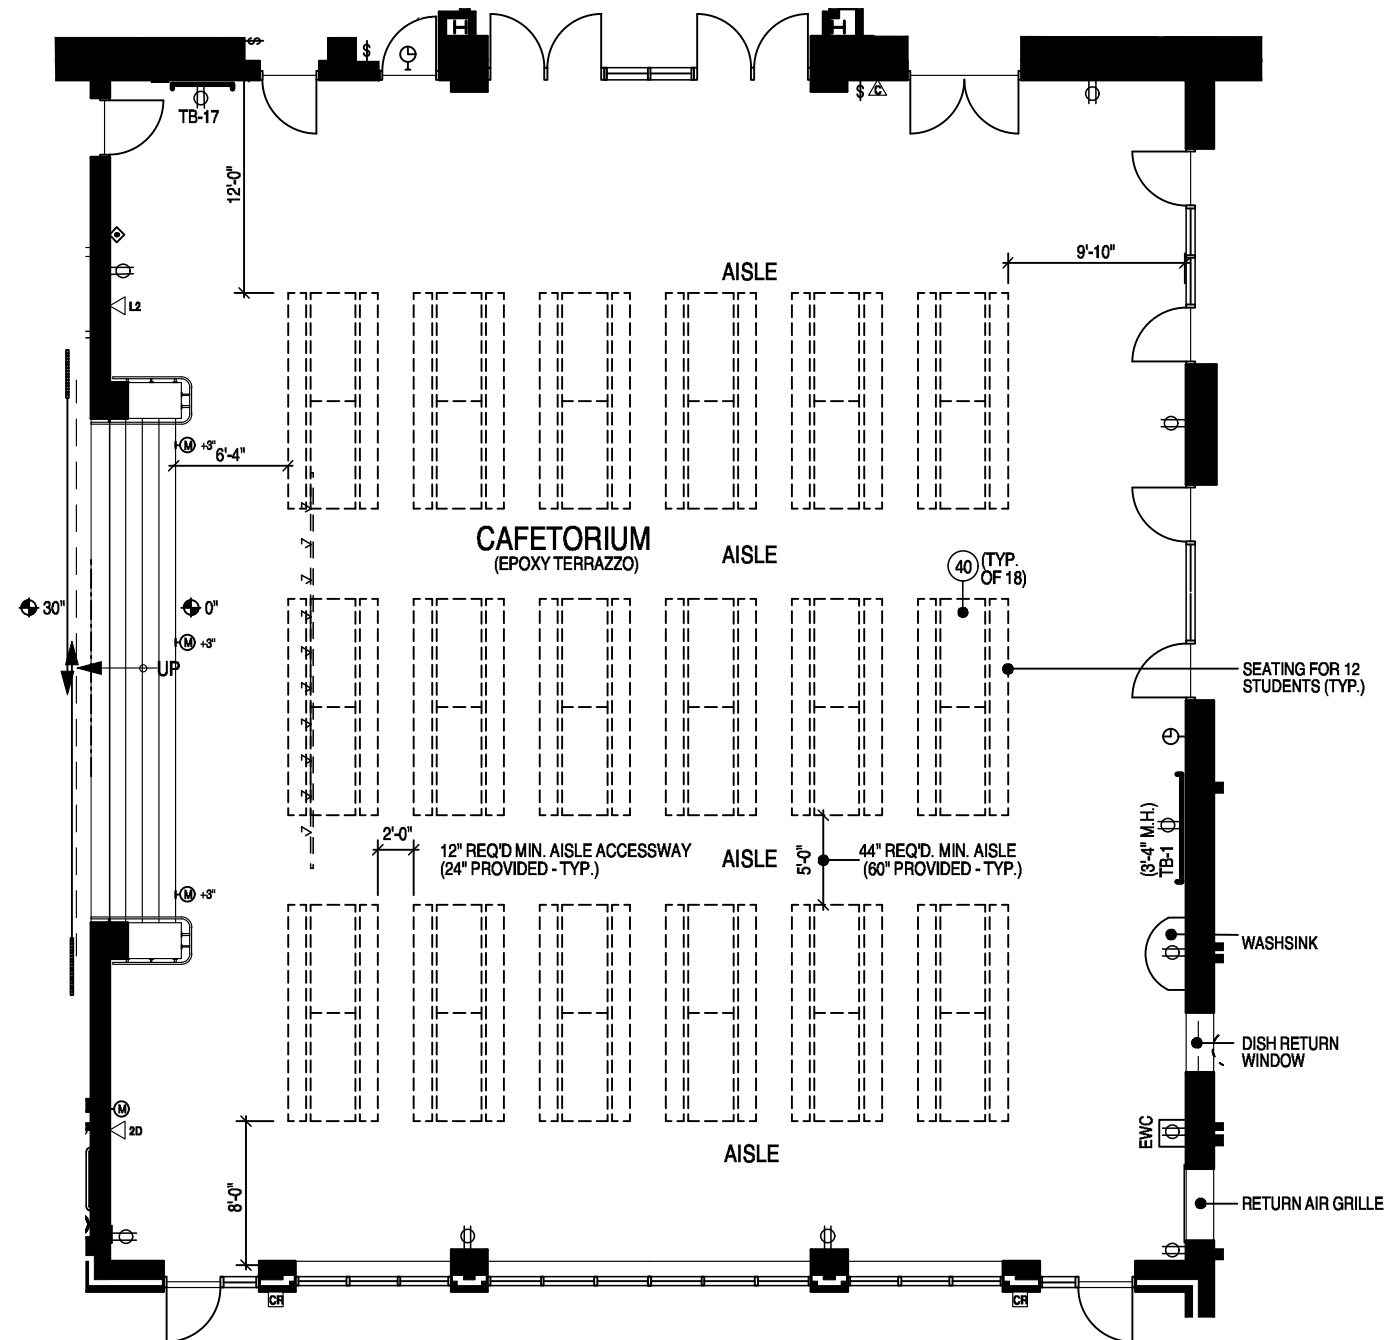 H
H
S
S
S
C
TB-17
12'-0"
9'-10"
AISLE
L2
M +3"
6'-4"
CAFETORIUM
(EPOXY TERRAZZO)
AISLE
40
(TYP.
OF 18)
30"
0"
M +3"
UP
SEATING FOR 12
STUDENTS (TYP.)
2'-0"
12" REQ'D MIN. AISLE ACCESSWAY
(24" PROVIDED - TYP.)
AISLE
5'-0"
44" REQ'D. MIN. AISLE
(60" PROVIDED - TYP.)
(3'-4" M.H.)
TB-1
M +3"
WASHSINK
DISH RETURN
WINDOW
M
2D
EWC
AISLE
8'-0"
RETURN AIR GRILLE
CR
CR